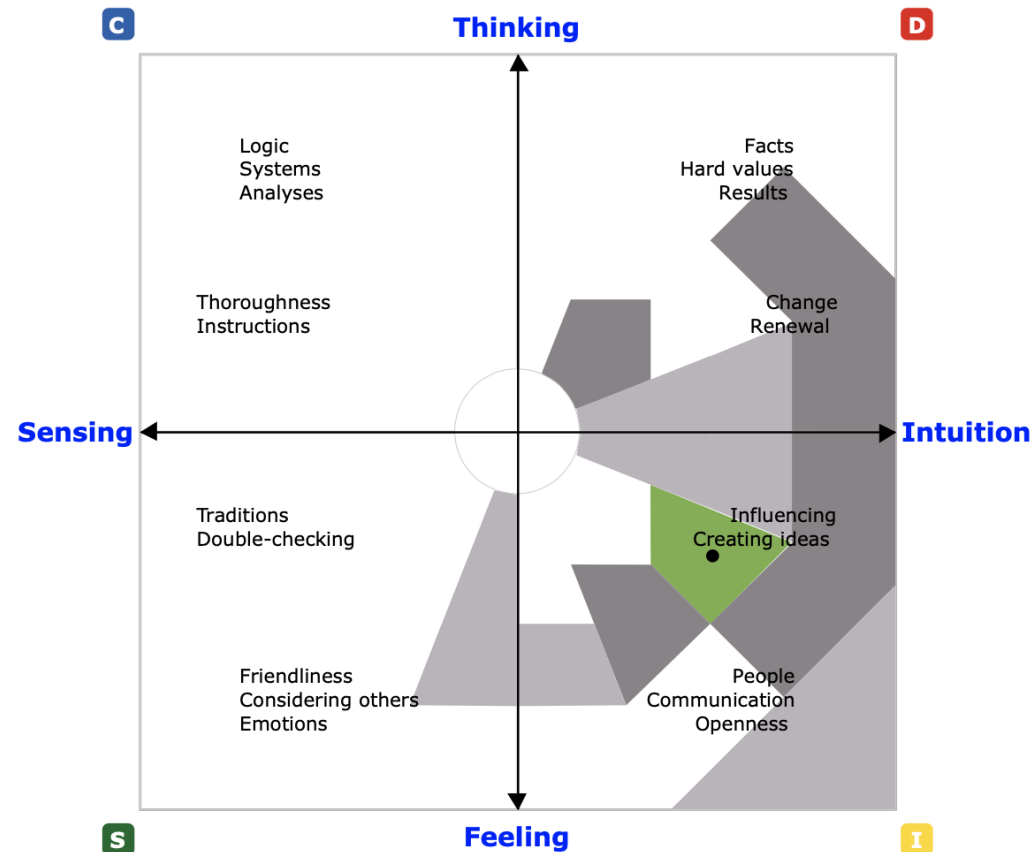 C
Thinking
D
Logic
Systems
Analyses
Facts
Hard values
Results
Thoroughness
Instructions
Change
Renewal
Sensing
Intuition
Traditions
Double-checking
Influencing
Creating ideas
Friendliness
Considering others
Emotions
People
Communication
Openness
S
Feeling
I